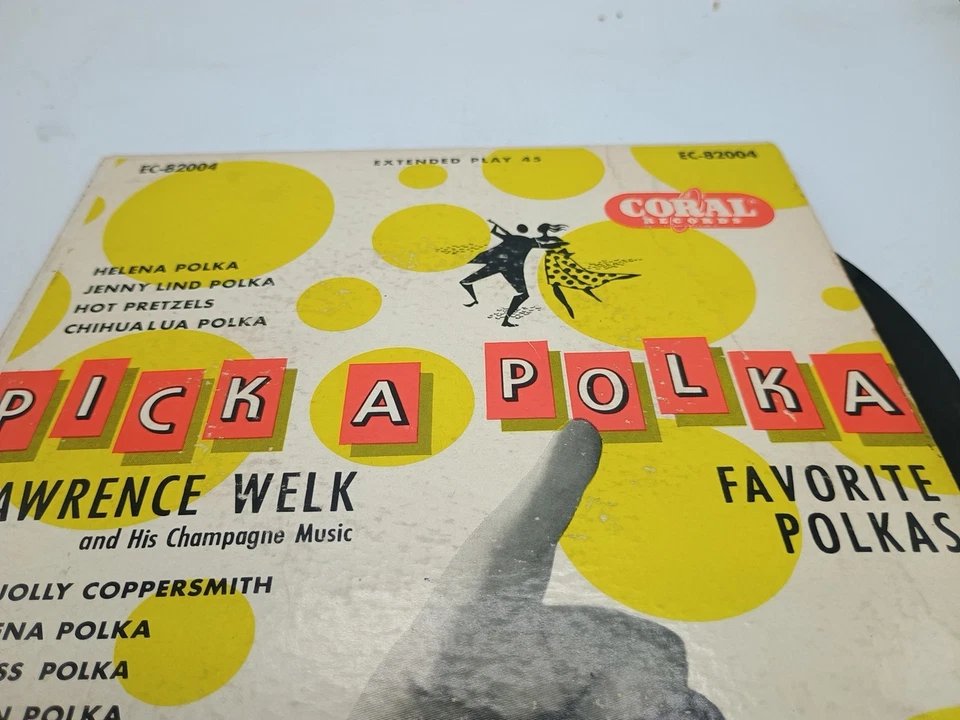 EC-82004
EXTENDED PLAY 45
EC-82004
CORAL®
RECORDS
HELENA POLKA
JENNY LIND POLKA
HOT PRETZELS
CHIHUALUA POLKA
PICK A POLKA
AWRENCE WELK
and His Champagne Music
FAVORITE
POLKAS
JOLLY COPPERSMITH
ENA POLKA
SS POLKA
N POLKA